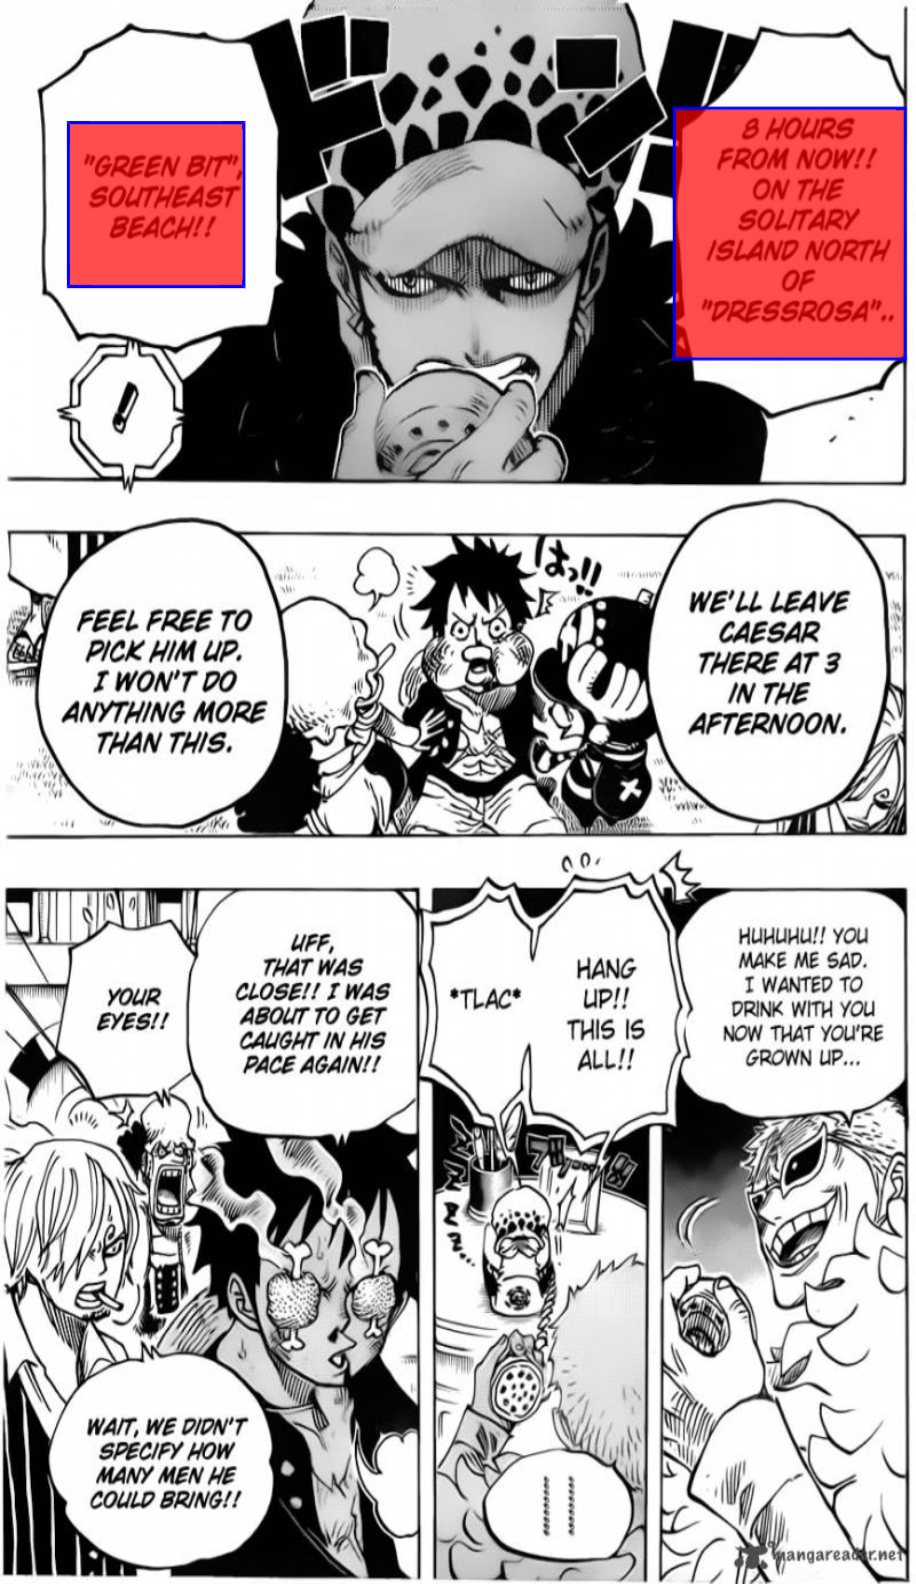 8 HOURS
FROM NOW!!
ON THE
SOLITARY
ISLAND NORTH
OF
"DRESSROSA"..
"GREEN BIT",
SOUTHEAST
BEACH!!
!
WE'LL LEAVE
CAESAR
THERE AT 3
IN THE
AFTERNOON.
はっ!!
FEEL FREE TO
PICK HIM UP.
I WON'T DO
ANYTHING MORE
THAN THIS.
HUHUHU!! YOU
MAKE ME SAD.
I WANTED TO
DRINK WITH YOU
NOW THAT YOU'RE
GROWN UP...
HANG
UP!!
THIS IS
ALL!!
*TLAC*
UFF,
THAT WAS
CLOSE!! I WAS
ABOUT TO GET
CAUGHT IN HIS
PACE AGAIN!!
YOUR
EYES!!
WAIT, WE DIDN'T
SPECIFY HOW
MANY MEN HE
COULD BRING!!
mangareader.net